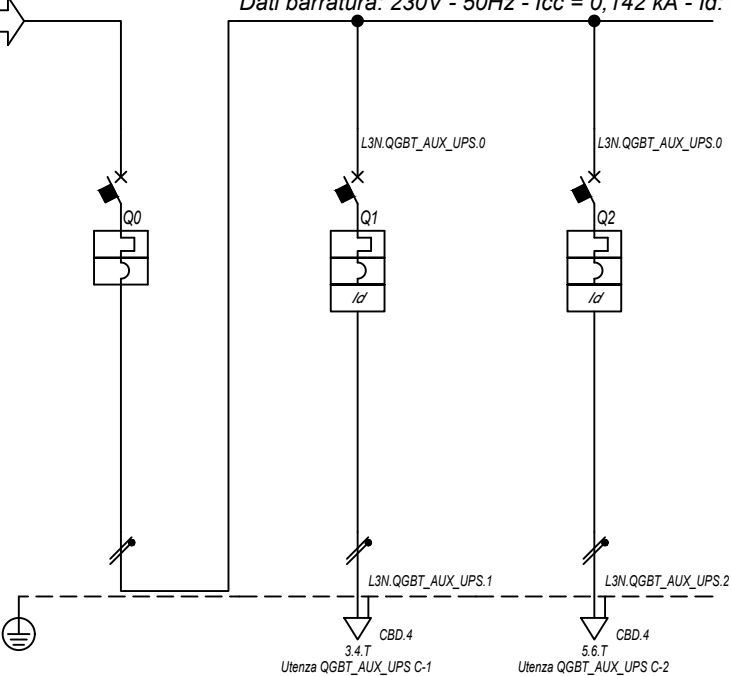 Dati barratura: 230V - 50Hz - Icc = 0,142 kA - Id:
L3N.QGBT_AUX_UPS.0
L3N.QGBT_AUX_UPS.0
Q0
Q1
Q2
Id
Id
L3N.QGBT_AUX_UPS.1
L3N.QGBT_AUX_UPS.2
CBD.4
CBD.4
3.4.T
5.6.T
Utenza QGBT_AUX_UPS C-1
Utenza QGBT_AUX_UPS C-2